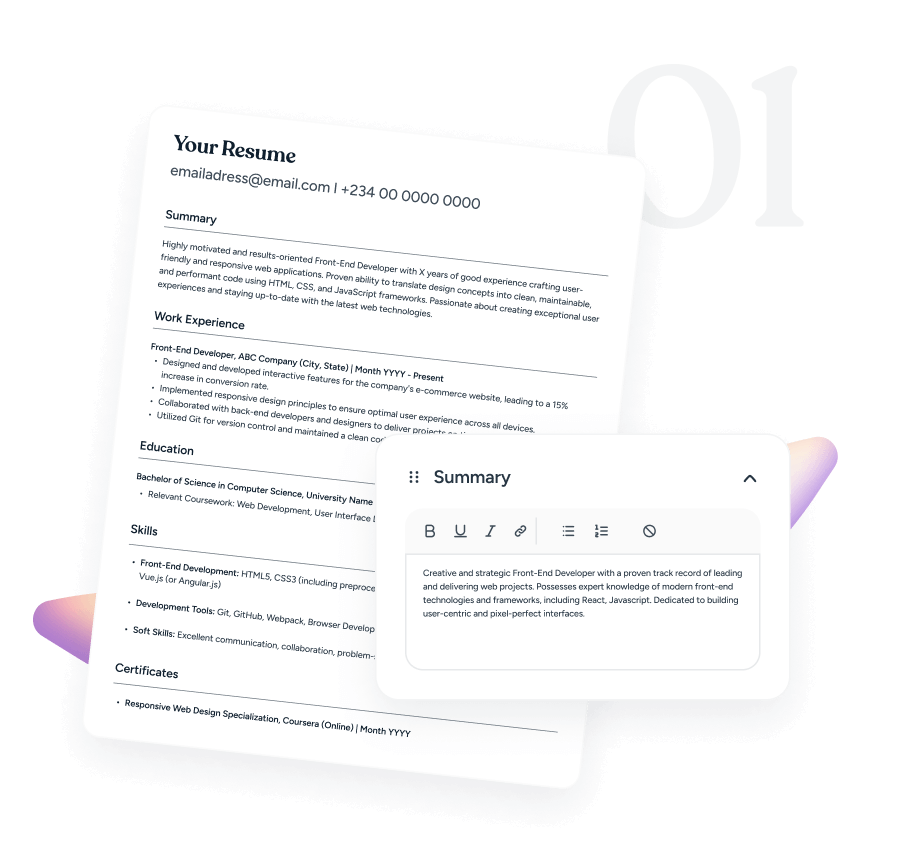 01
Your Resume
emailadress@email.com | +234 00 0000 0000
Summary
Highly motivated and results-oriented Front-End Developer with X years of good experience crafting user-
friendly and responsive web applications. Proven ability to translate design concepts into clean, maintainable,
and performant code using HTML, CSS, and JavaScript frameworks. Passionate about creating exceptional user
experiences and staying up-to-date with the latest web technologies.
Work Experience
Front-End Developer, ABC Company (City, State) | Month YYYY - Present
• Designed and developed interactive features for the company's e-commerce website, leading to a 15%
increase in conversion rate.
• Implemented responsive design principles to ensure optimal user experience across all devices.
• Collaborated with back-end developers and designers to deliver projects
• Utilized Git for version control and maintained a clean
Education
Bachelor of Science in Computer Science, University Name
• Relevant Coursework: Web Development, User Interface
Skills
• Front-End Development: HTML5, CSS3 (including
Vue.js (or Angular.js)
• Development Tools: Git, GitHub, Webpack, Browser
• Soft Skills: Excellent communication, collaboration,
Certificates
• Responsive Web Design Specialization, Coursera (Online) | Month YYYY
Summary
B U I
Creative and strategic Front-End Developer with a proven track record of leading
and delivering web projects. Possesses expert knowledge of modern front-end
technologies and frameworks, including React, Javascript. Dedicated to building
user-centric and pixel-perfect interfaces.